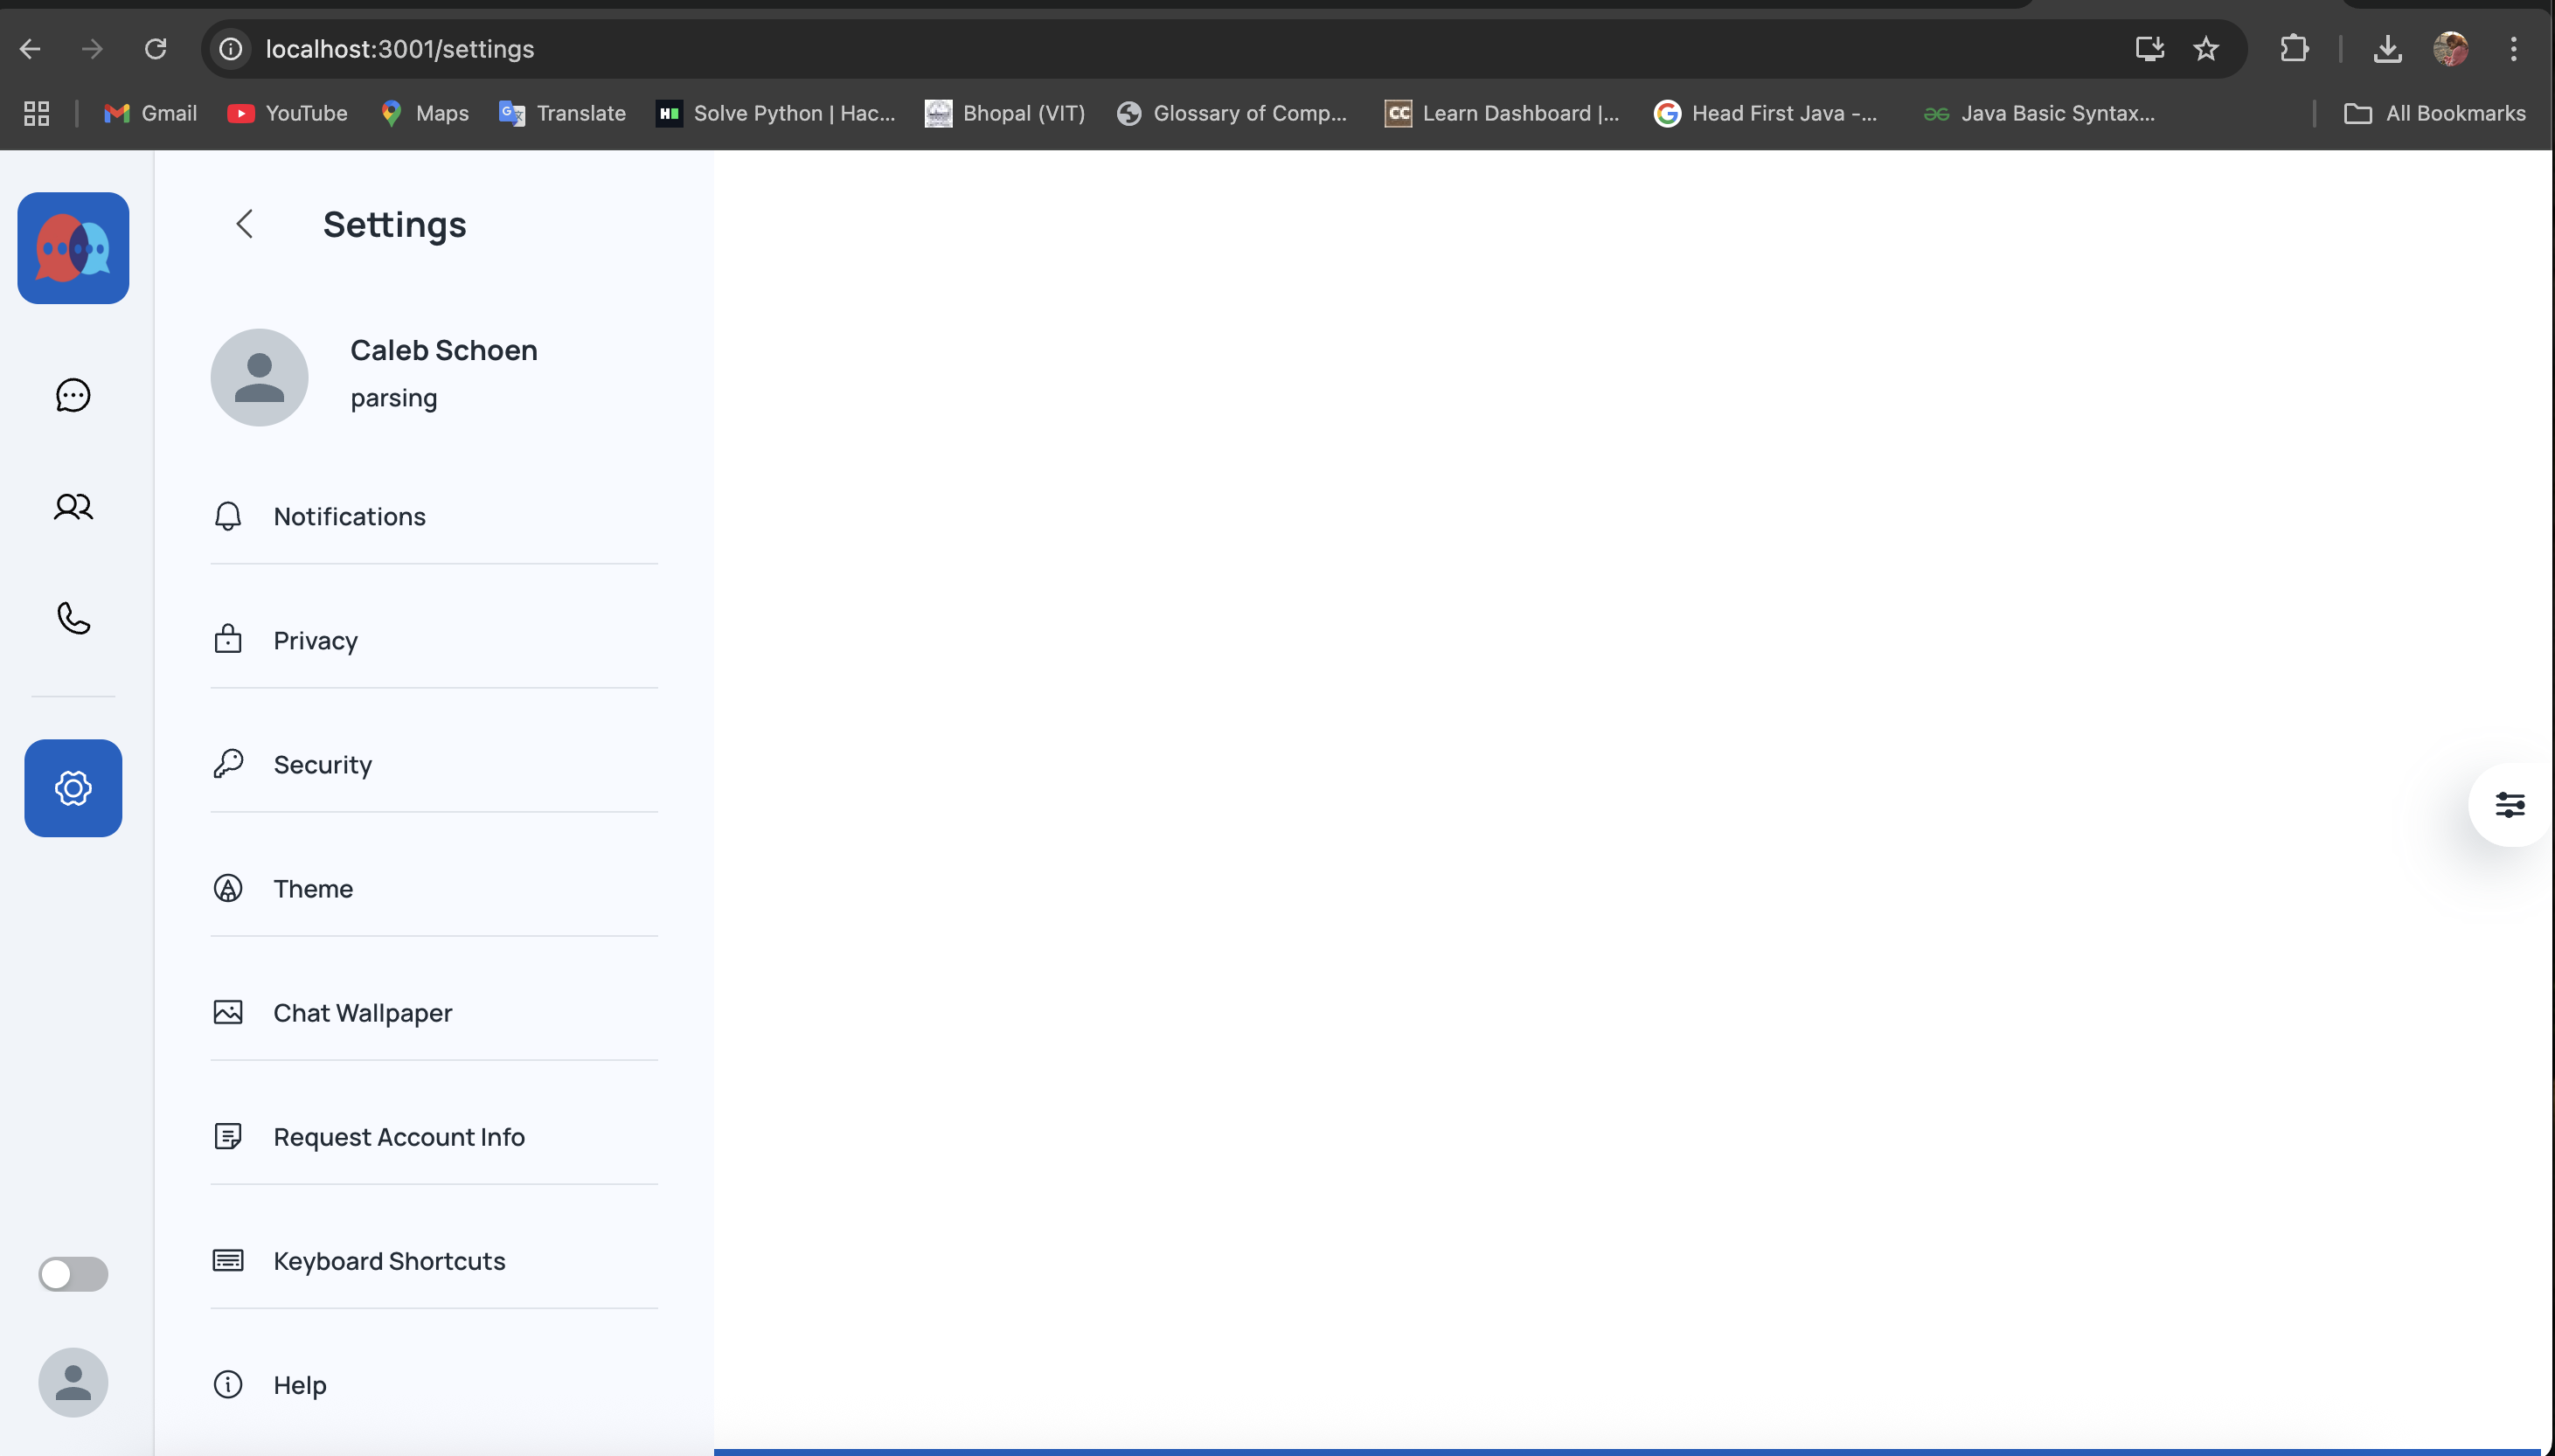 localhost:3001/settings
Gmail YouTube Maps Translate Solve Python | Hac... Bhopal (VIT) Glossary of Comp... Learn Dashboard |... Head First Java -... Java Basic Syntax... All Bookmarks
Settings
Caleb Schoen
parsing
Notifications
Privacy
Security
Theme
Chat Wallpaper
Request Account Info
Keyboard Shortcuts
Help